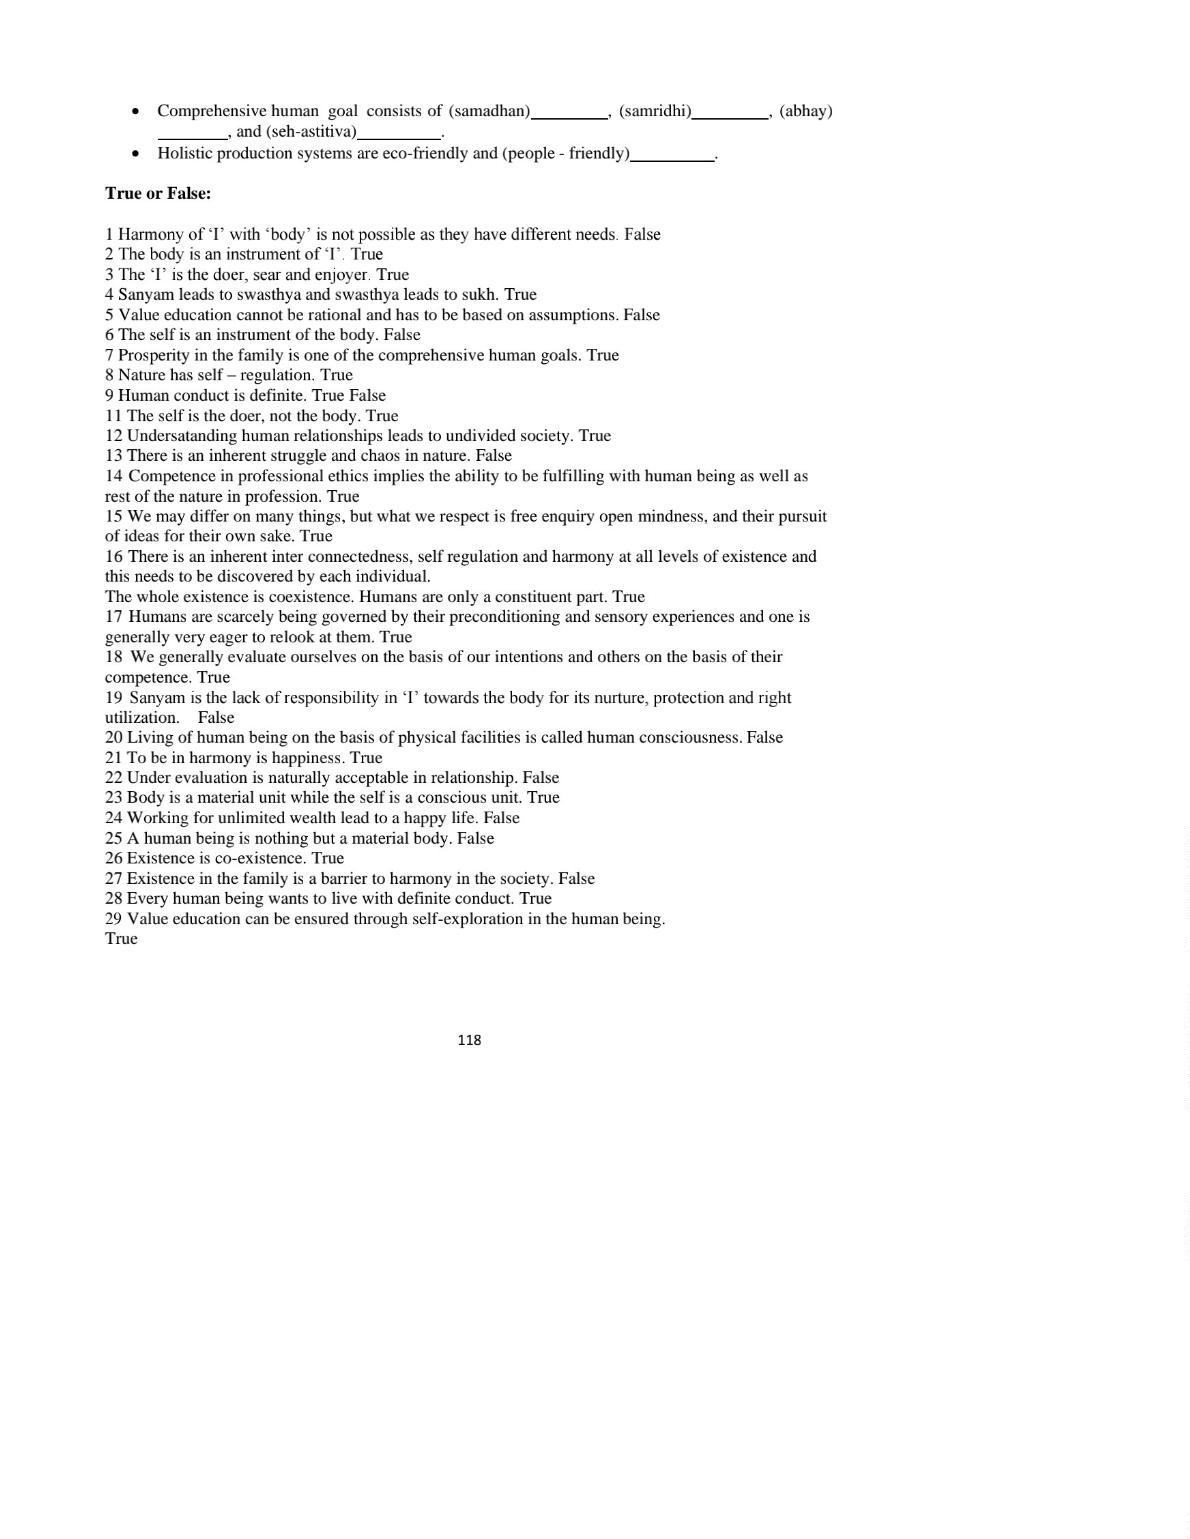 • Comprehensive human goal consists of (samadhan)_________, (samridhi)_________, (abhay)
________, and (seh-astitiva)__________.
• Holistic production systems are eco-friendly and (people - friendly)__________.
True or False:
1 Harmony of ‘I’ with ‘body’ is not possible as they have different needs. False
2 The body is an instrument of ‘I’. True
3 The ‘I’ is the doer, sear and enjoyer. True
4 Sanyam leads to swasthya and swasthya leads to sukh. True
5 Value education cannot be rational and has to be based on assumptions. False
6 The self is an instrument of the body. False
7 Prosperity in the family is one of the comprehensive human goals. True
8 Nature has self – regulation. True
9 Human conduct is definite. True False
11 The self is the doer, not the body. True
12 Undersatanding human relationships leads to undivided society. True
13 There is an inherent struggle and chaos in nature. False
14 Competence in professional ethics implies the ability to be fulfilling with human being as well as
rest of the nature in profession. True
15 We may differ on many things, but what we respect is free enquiry open mindness, and their pursuit
of ideas for their own sake. True
16 There is an inherent inter connectedness, self regulation and harmony at all levels of existence and
this needs to be discovered by each individual.
The whole existence is coexistence. Humans are only a constituent part. True
17 Humans are scarcely being governed by their preconditioning and sensory experiences and one is
generally very eager to relook at them. True
18 We generally evaluate ourselves on the basis of our intentions and others on the basis of their
competence. True
19 Sanyam is the lack of responsibility in ‘I’ towards the body for its nurture, protection and right
utilization. False
20 Living of human being on the basis of physical facilities is called human consciousness. False
21 To be in harmony is happiness. True
22 Under evaluation is naturally acceptable in relationship. False
23 Body is a material unit while the self is a conscious unit. True
24 Working for unlimited wealth lead to a happy life. False
25 A human being is nothing but a material body. False
26 Existence is co-existence. True
27 Existence in the family is a barrier to harmony in the society. False
28 Every human being wants to live with definite conduct. True
29 Value education can be ensured through self-exploration in the human being.
True
118